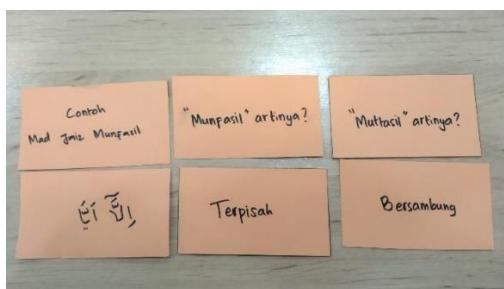 Contoh
Mad Jaiz Munfasil
"Munfasil" artinya?
"Muttasil" artinya?
اِلَّآ اَيَّا
Terpisah
Bersambung